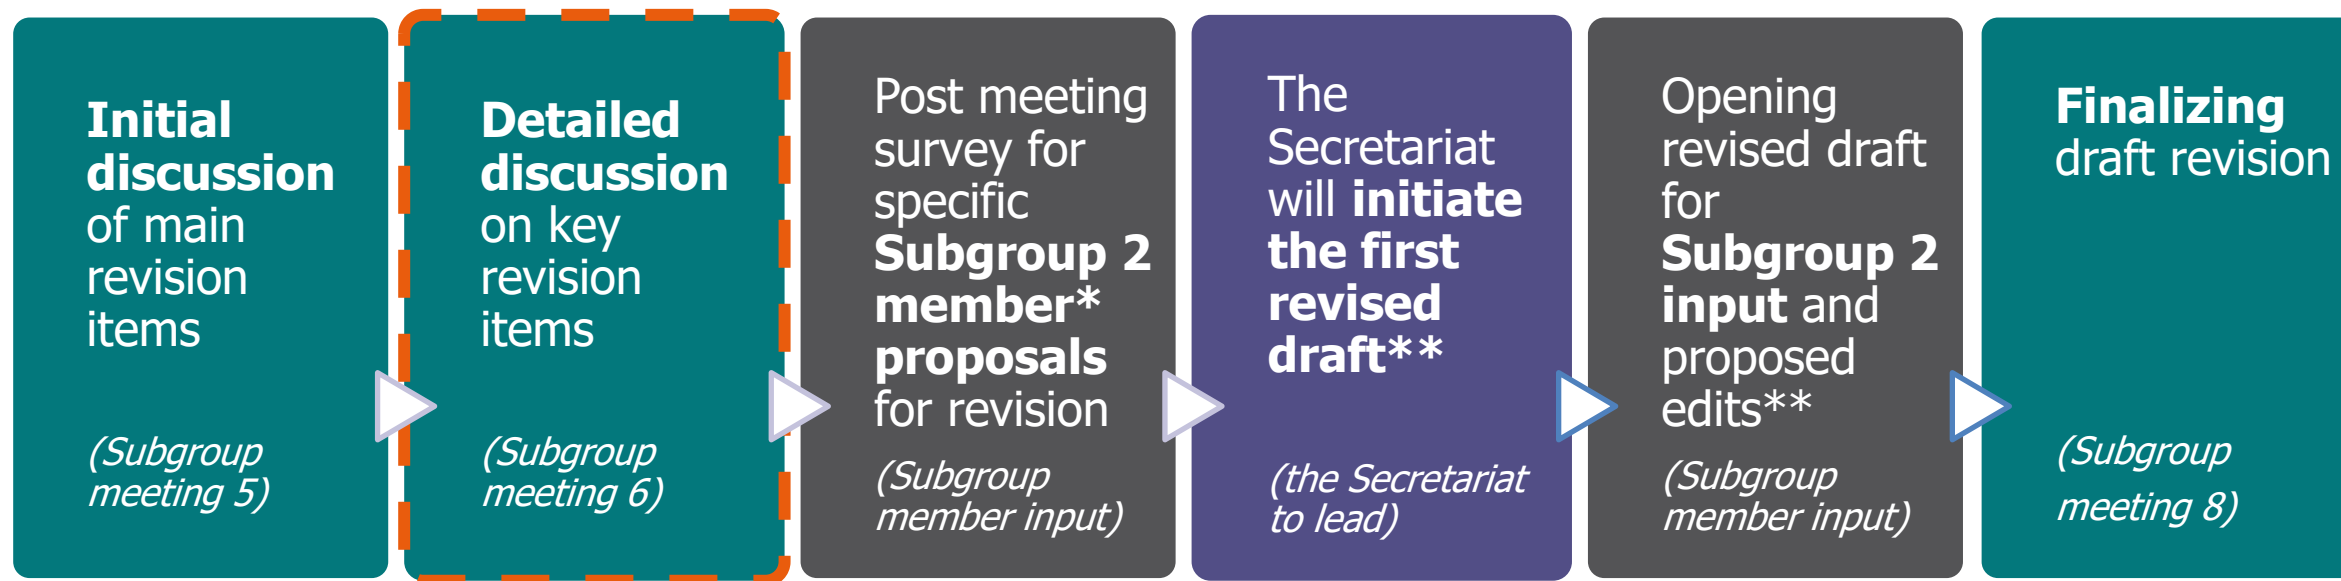 Initial
discussion
of main
revision
items
(Subgroup
meeting 5)
Detailed
discussion
on key
revision
items
(Subgroup
meeting 6)
Post meeting
survey for
specific
Subgroup 2
member*
proposals
for revision
(Subgroup
member input)
The
Secretariat
will initiate
the first
revised
draft**
(the Secretariat
to lead)
Opening
revised draft
for
Subgroup 2
input and
proposed
edits**
(Subgroup
member input)
Finalizing
draft revision
(Subgroup
meeting 8)